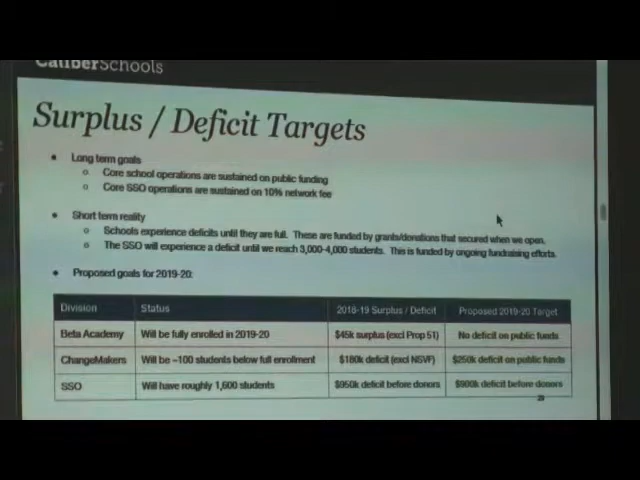 CaliberSchools
Surplus / Deficit Targets
• Long term goals
o Core school operations are sustained on public funding
o Core SSO operations are sustained on 10% network fee
• Short term reality
o Schools experience deficits until they are full. These are funded by grants/donations that secured when we open.
o The SSO will experience a deficit until we reach 3,000-4,000 students. This is funded by ongoing fundraising efforts.
• Proposed goals for 2019-20:
Division Status 2018-19 Surplus / Deficit Proposed 2019-20 Target
Beta Academy Will be fully enrolled in 2019-20 $45k surplus (excl Prop 51) No deficit on public funds
ChangeMakers Will be ~100 students below full enrollment $180k deficit (excl NSVF) $250k deficit on public funds
SSO Will have roughly 1,600 students $950k deficit before donors $900k deficit before donors